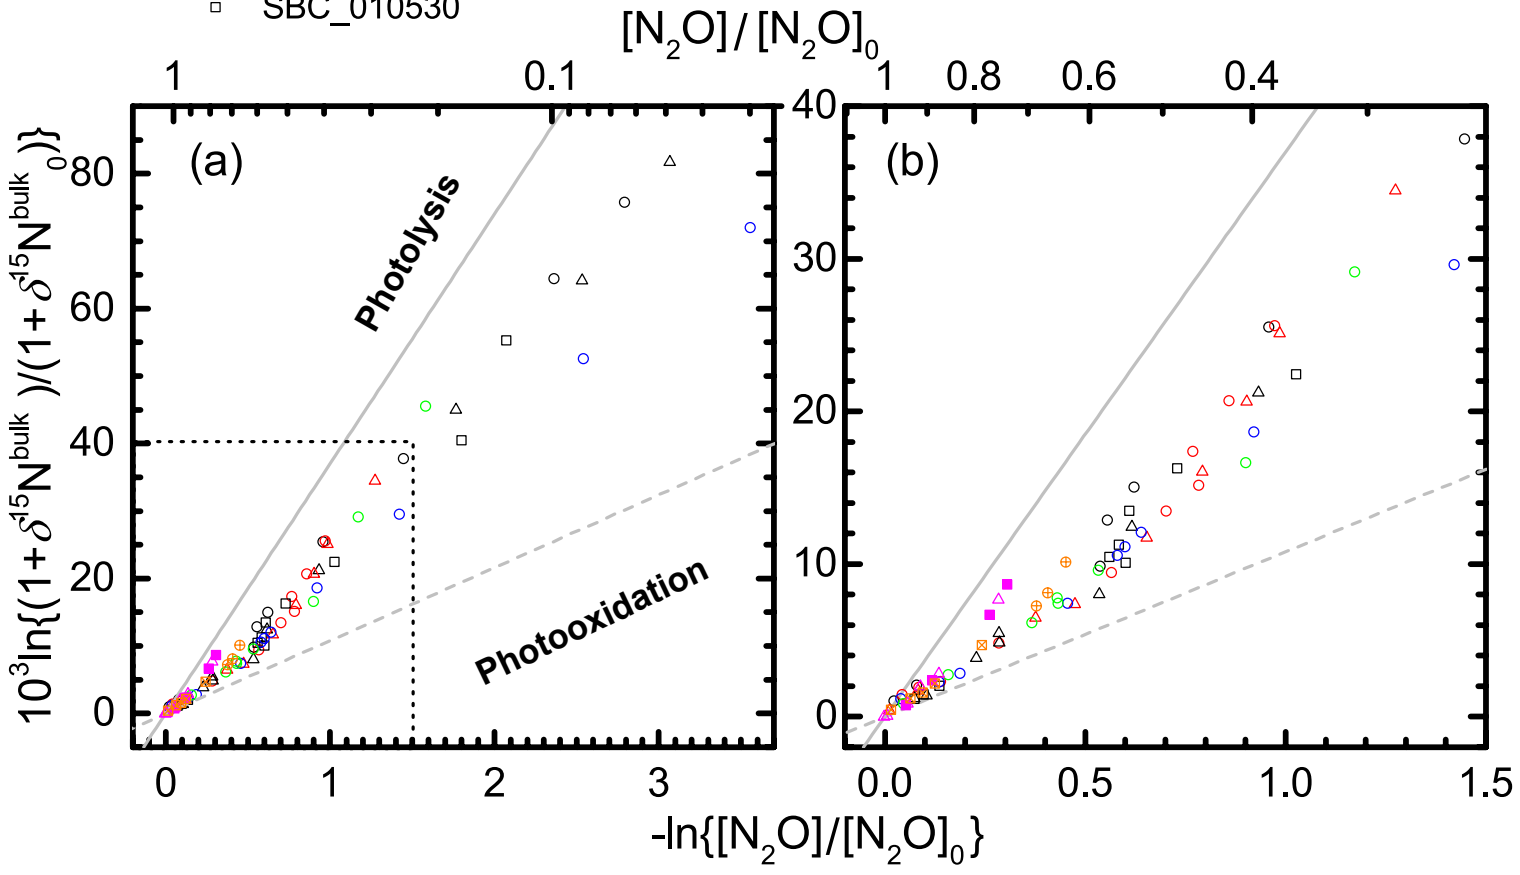 SBC_010530
[N₂O] / [N₂O]₀
1 0.1
1 0.8 0.6 0.4
10³ln{(1+δ¹⁵Nᵇᵘˡᵏ)/(1+δ¹⁵Nᵇᵘˡᵏ₀)}
(a)
80
60
40
20
0
Photolysis
Photooxidation
0 1 2 3
(b)
40
30
20
10
0
0.0 0.5 1.0 1.5
-ln{[N₂O]/[N₂O]₀}